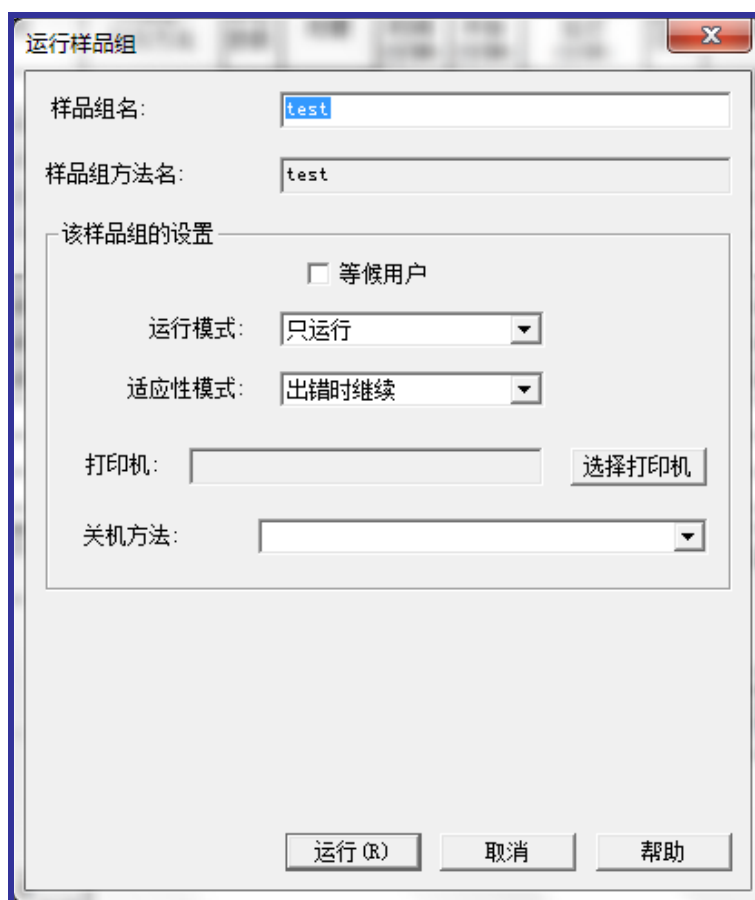 运行样品组
样品组名: test
样品组方法名: test
该样品组的设置
等候用户
运行模式: 只运行
适应性模式: 出错时继续
打印机: 选择打印机
关机方法:
运行(R) 取消 帮助